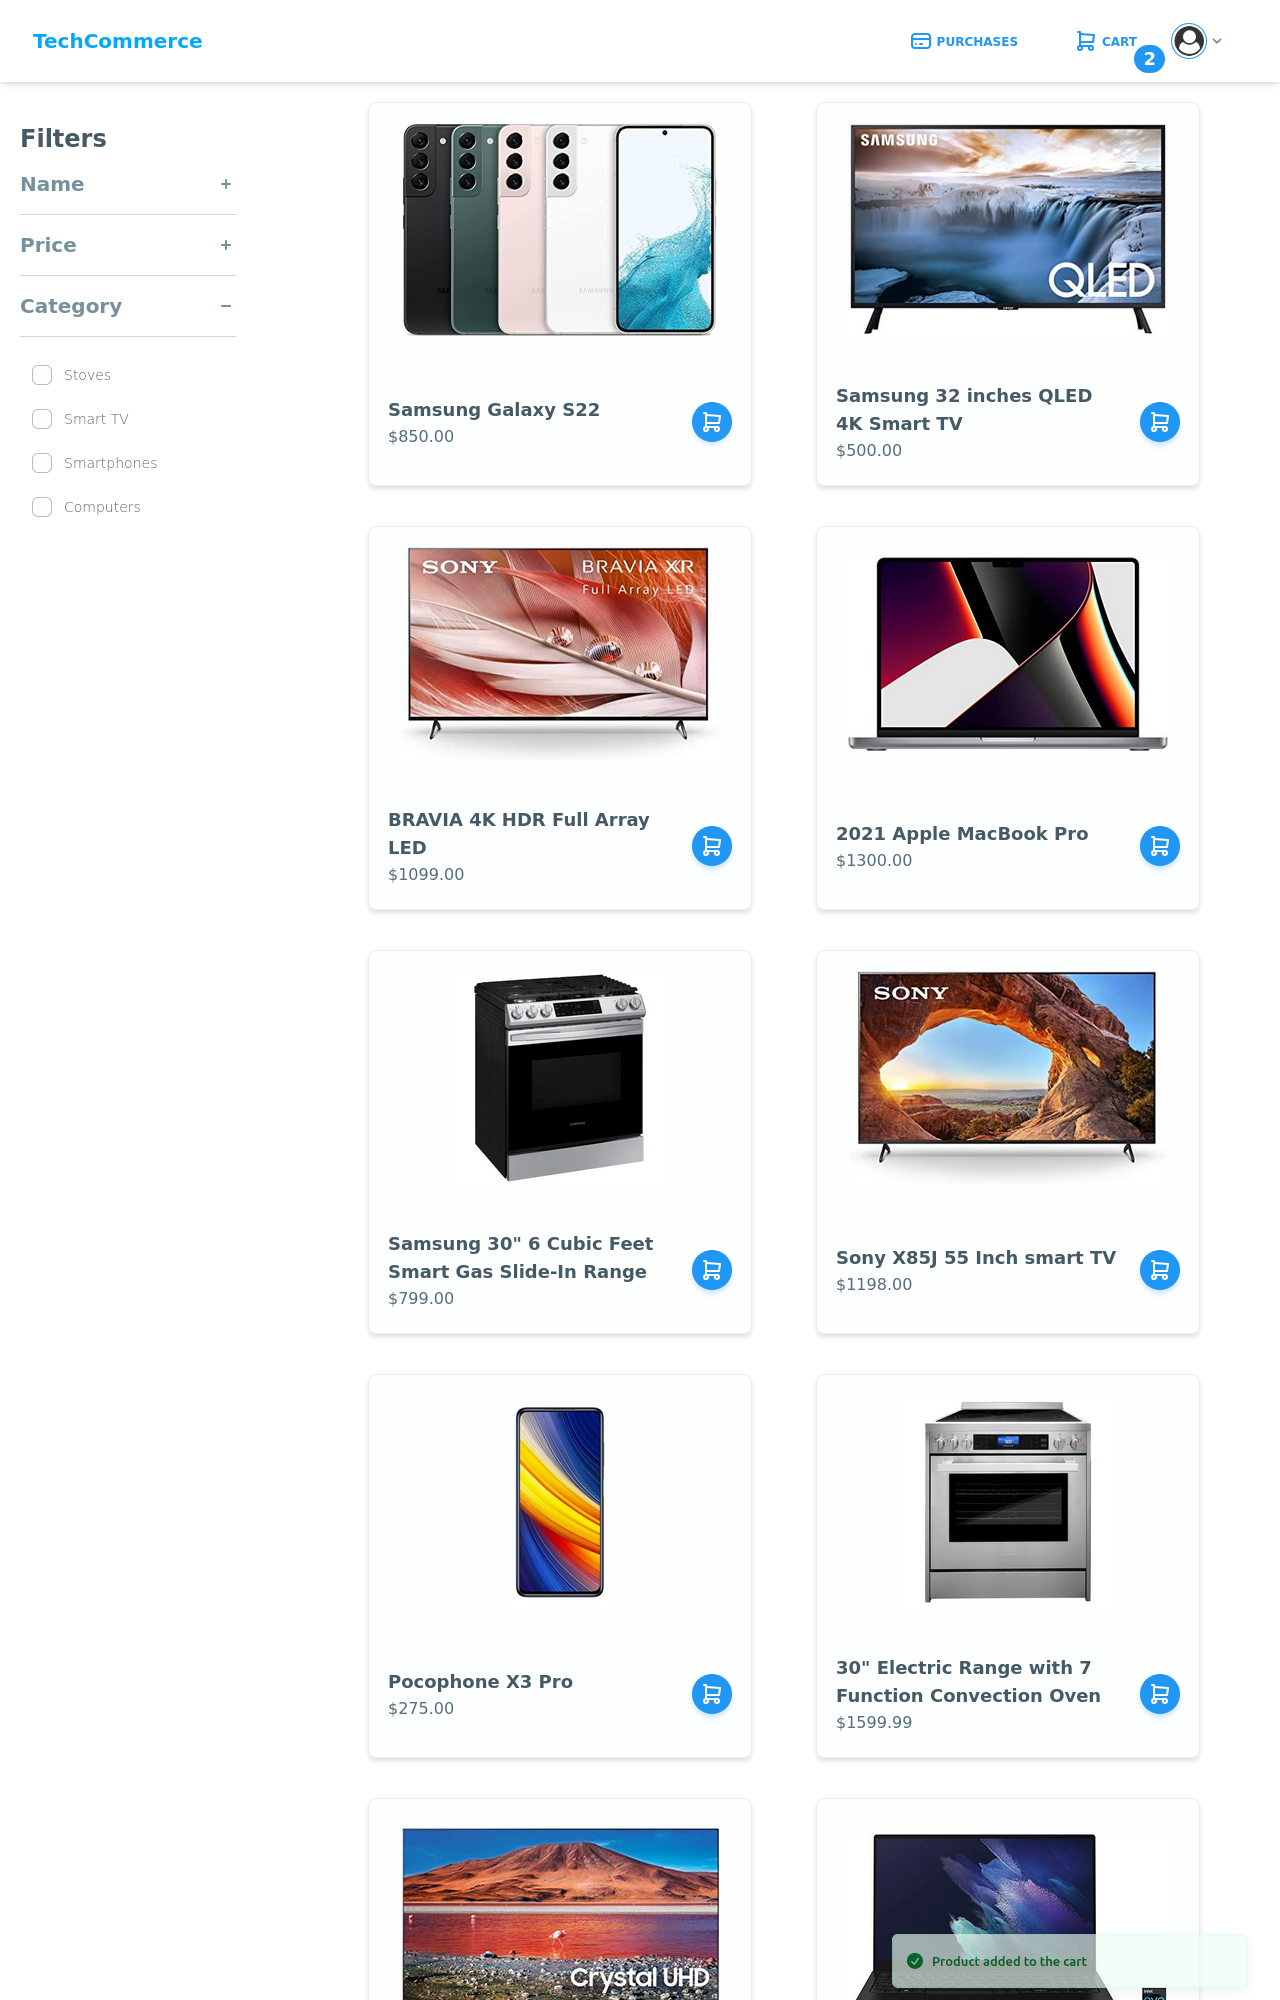 TechCommerce
PURCHASES
CART
2
Filters
Name
Price
Category
Stoves
Smart TV
Smartphones
Computers
SAMSUNG
Samsung Galaxy S22
$850.00
SAMSUNG
QLED
Samsung 32 inches QLED
4K Smart TV
$500.00
SONY
BRAVIA XR
Full Array LED
BRAVIA 4K HDR Full Array
LED
$1099.00
2021 Apple MacBook Pro
$1300.00
Samsung 30" 6 Cubic Feet
Smart Gas Slide-In Range
$799.00
SONY
Sony X85J 55 Inch smart TV
$1198.00
Pocophone X3 Pro
$275.00
30" Electric Range with 7
Function Convection Oven
$1599.99
Crystal UHD
Product added to the cart